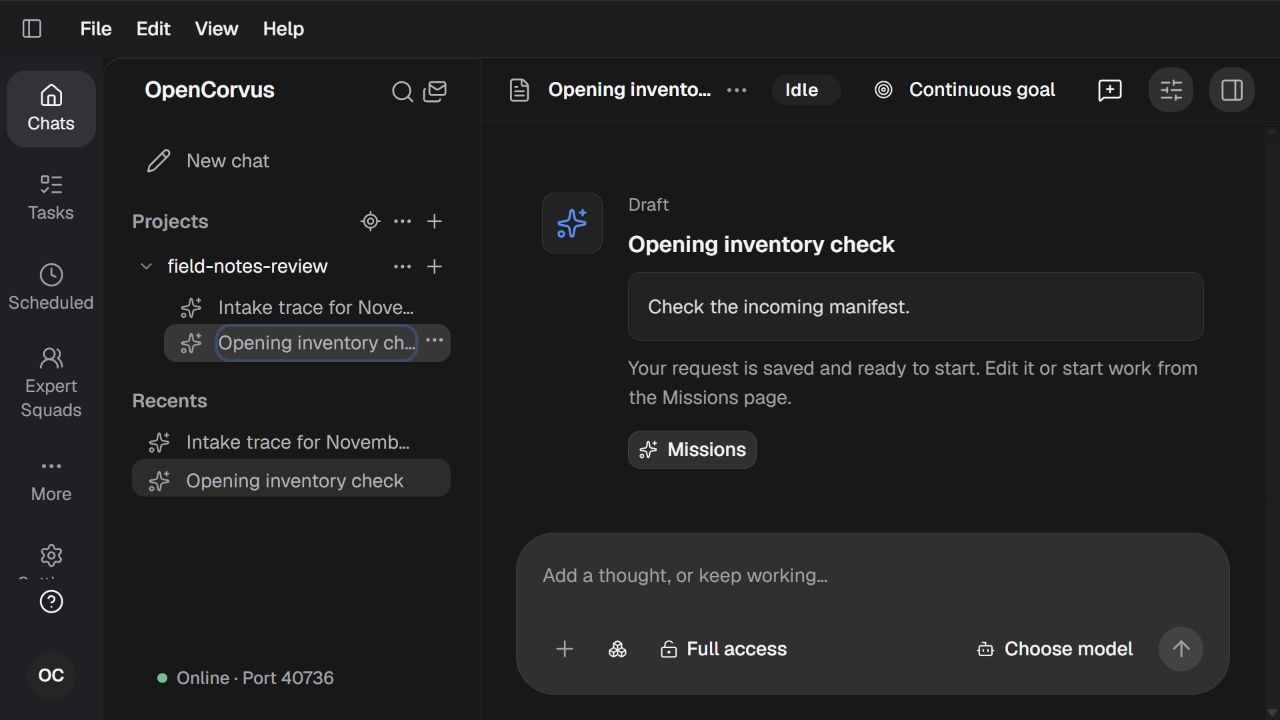 File Edit View Help
Chats
Tasks
Scheduled
Expert
Squads
More
OC
OpenCorvus
New chat
Projects
field-notes-review
Intake trace for Nove...
Opening inventory ch...
Recents
Intake trace for Novemb...
Opening inventory check
Online · Port 40736
Opening invento... Idle Continuous goal
Draft
Opening inventory check
Check the incoming manifest.
Your request is saved and ready to start. Edit it or start work from
the Missions page.
Missions
Add a thought, or keep working...
Full access Choose model